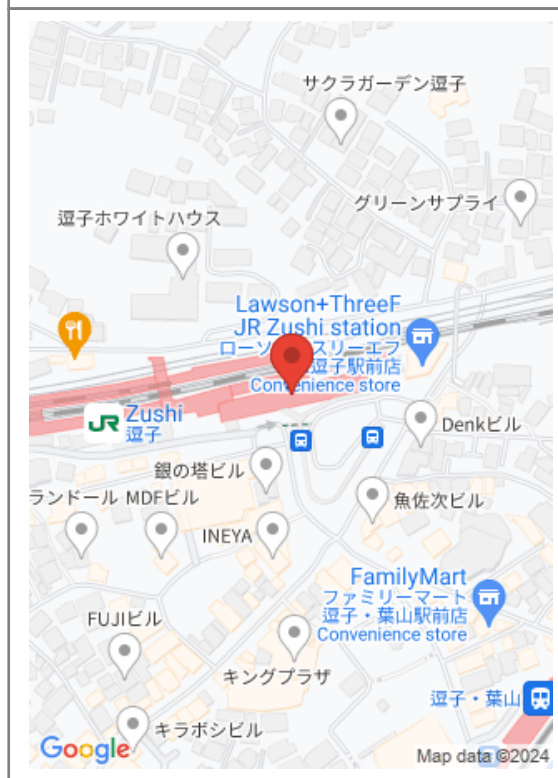 サクラガーデン逗子
グリーンサプライ
逗子ホワイトハウス
Lawson+ThreeF
JR Zushi station
ローソン スリーエフ
逗子駅前店
Convenience store
JR
Zushi
逗子
Denkビル
銀の塔ビル
ランドール
MDFビル
魚佐次ビル
INEYA
FamilyMart
ファミリーマート
逗子・葉山駅前店
Convenience store
FUJIビル
キングプラザ
逗子・葉山
キラボシビル
Google
Map data ©2024